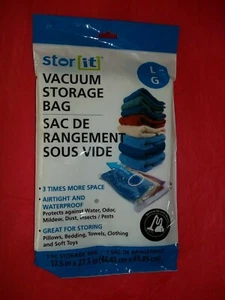 stor[it]
L
G
VACUUM
STORAGE
BAG
SAC DE
RANGEMENT
SOUS VIDE
• 3 TIMES MORE SPACE
• AIRTIGHT AND
WATERPROOF
Protects against Water, Odor,
Mildew, Dust, Insects / Pests
• GREAT FOR STORING
Pillows, Bedding, Towels, Clothing
and Soft Toys